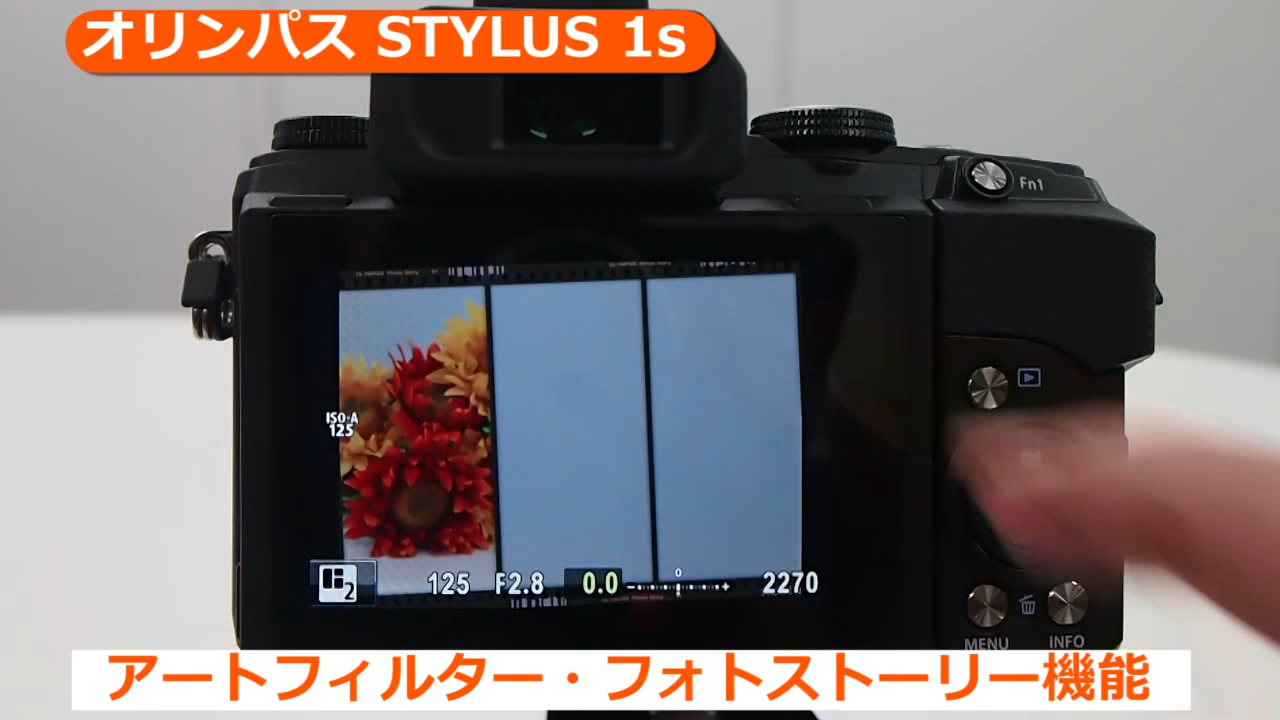 オリンパス STYLUS 1s
Fn1
ISO-A
125
2
125 F2.8 0.0 2270
MENU INFO
アートフィルター・フォトストーリー機能